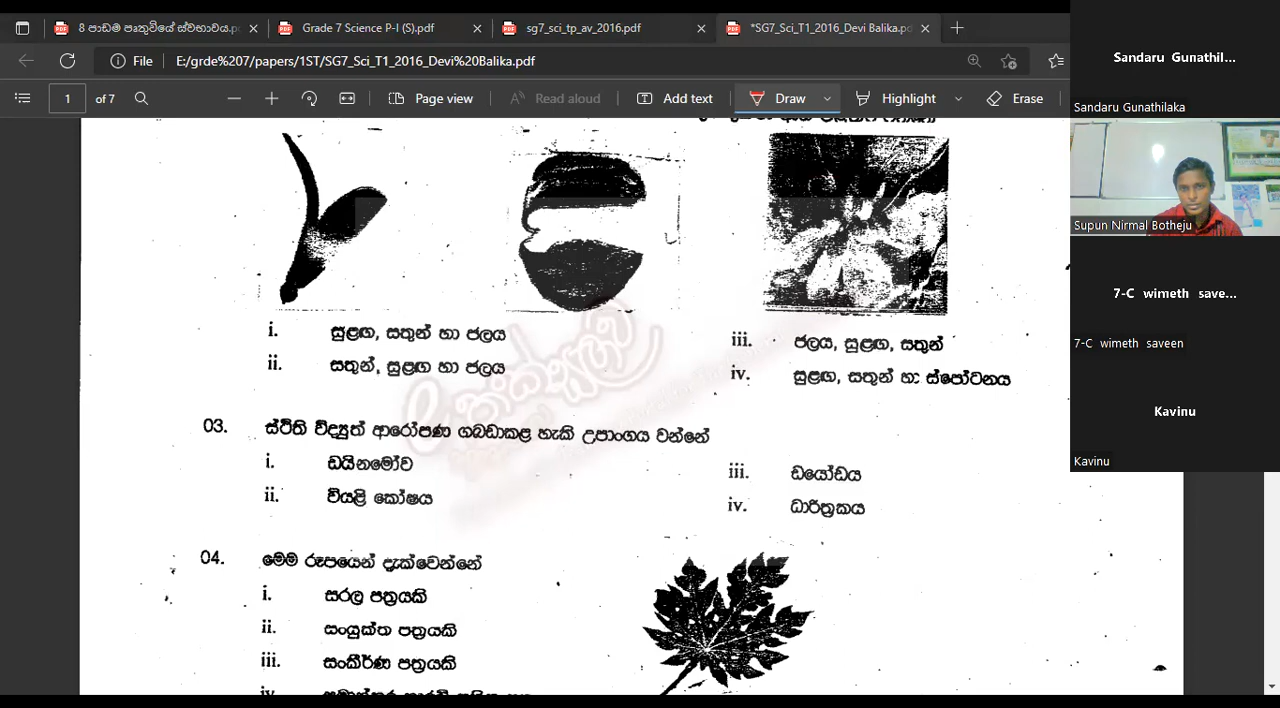 8 පාඩම පෘතුවියේ ස්වභාවය.p
Grade 7 Science P-I (S).pdf
sg7_sci_tp_av_2016.pdf
*SG7_Sci_T1_2016_Devi Balika.pd
File
E:/grde%207/papers/1ST/SG7_Sci_T1_2016_Devi%20Balika.pdf
1 of 7
Page view
Read aloud
Add text
Draw
Highlight
Erase
i. සුළඟ, සතුන් හා ජලය
ii. සතුන්, සුළඟ හා ජලය
iii. ජලය, සුළඟ, සතුන්
iv. සුළඟ, සතුන් හා ස්පෝටනය
03. ස්ථිති විද්‍යුත් ආරෝපණ ගබඩාකළ හැකි උපාංගය වන්නේ
i. ඩයිනමෝව
ii. වියළි කෝෂය
iii. ඩයෝඩය
iv. ධාරිත්‍රකය
04. මෙම රූපයෙන් දැක්වෙන්නේ
i. සරල පත්‍රයකි
ii. සංයුක්ත පත්‍රයකි
iii. සංකීර්ණ පත්‍රයකි
iv.
Sandaru Gunathil...
Sandaru Gunathilaka
Supun Nirmal Botheju
7-C wimeth save...
7-C wimeth saveen
Kavinu
Kavinu